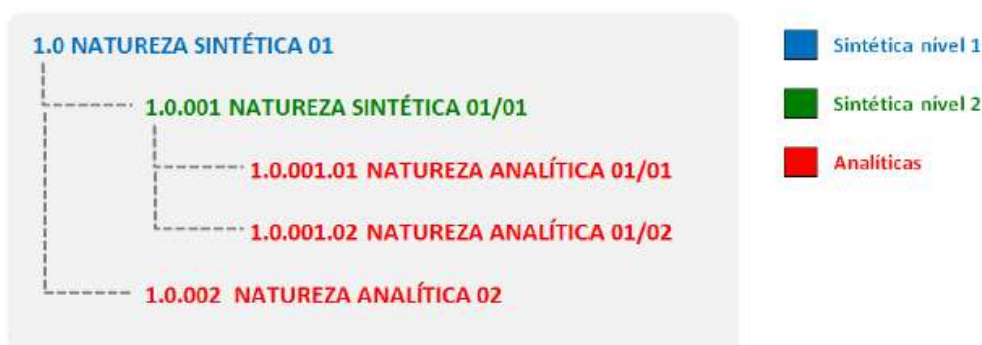 1.0 NATUREZA SINTÉTICA 01
1.0.001 NATUREZA SINTÉTICA 01/01
1.0.001.01 NATUREZA ANALÍTICA 01/01
1.0.001.02 NATUREZA ANALÍTICA 01/02
1.0.002 NATUREZA ANALÍTICA 02
Sintética nível 1
Sintética nível 2
Analíticas